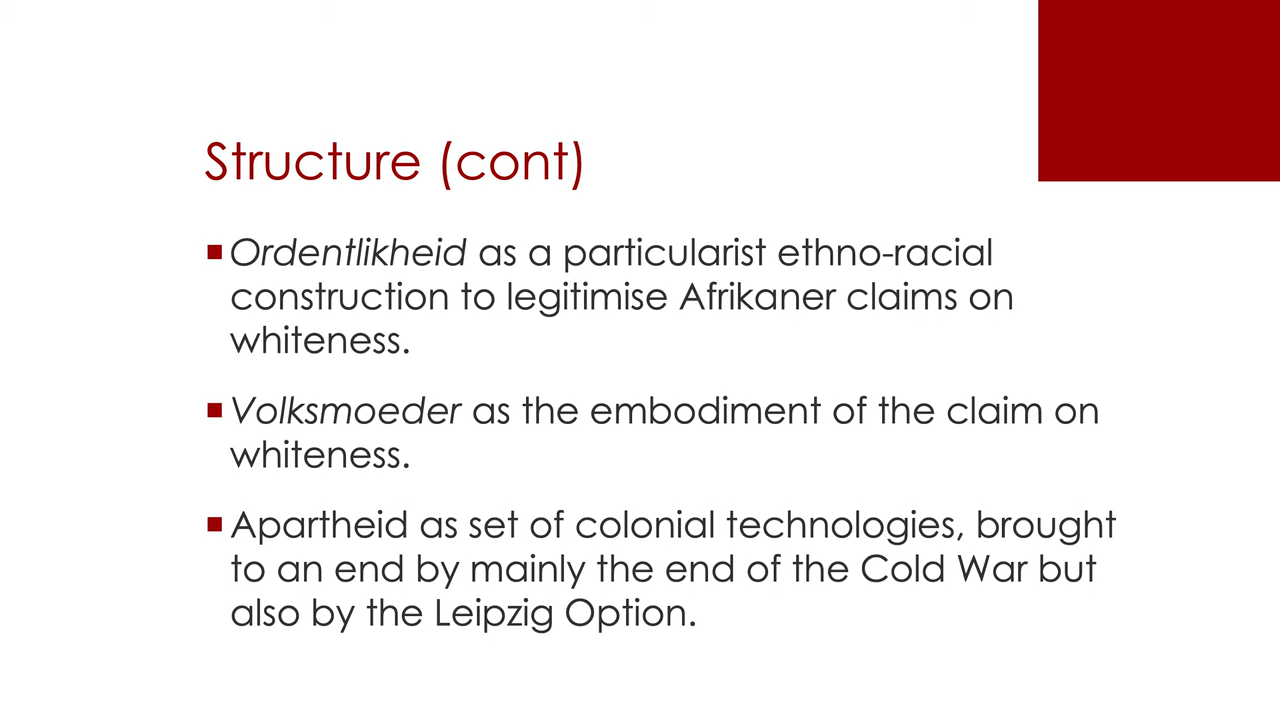 Structure (cont)
Ordentlikheid as a particularist ethno-racial
construction to legitimise Afrikaner claims on
whiteness.
Volksmoeder as the embodiment of the claim on
whiteness.
Apartheid as set of colonial technologies, brought
to an end by mainly the end of the Cold War but
also by the Leipzig Option.